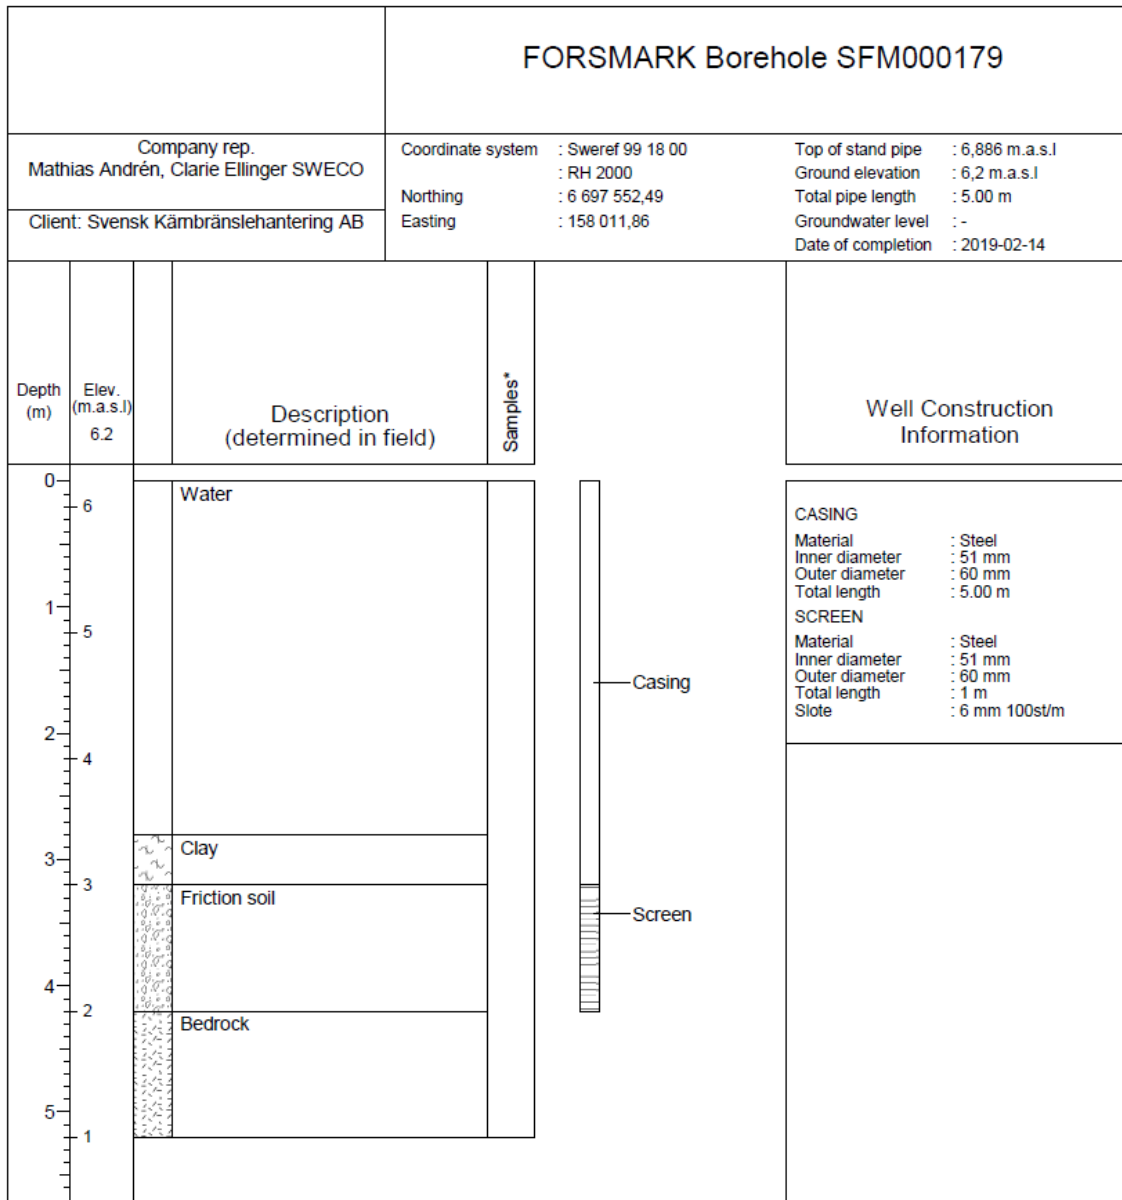 FORSMARK Borehole SFM000179
Company rep.
Mathias Andrén, Clarie Ellinger SWECO
Client: Svensk Kärnbränslehantering AB
Coordinate system : Sweref 99 18 00
: RH 2000
Northing : 6 697 552,49
Easting : 158 011,86
Top of stand pipe : 6,886 m.a.s.l
Ground elevation : 6,2 m.a.s.l
Total pipe length : 5.00 m
Groundwater level : -
Date of completion : 2019-02-14
Depth
(m)
Elev.
(m.a.s.l)
6.2
Description
(determined in field)
Samples*
Well Construction
Information
0
1
2
3
4
5
6
5
4
3
2
1
Water
Clay
Friction soil
Bedrock
Casing
Screen
CASING
Material : Steel
Inner diameter : 51 mm
Outer diameter : 60 mm
Total length : 5.00 m
SCREEN
Material : Steel
Inner diameter : 51 mm
Outer diameter : 60 mm
Total length : 1 m
Slote : 6 mm 100st/m